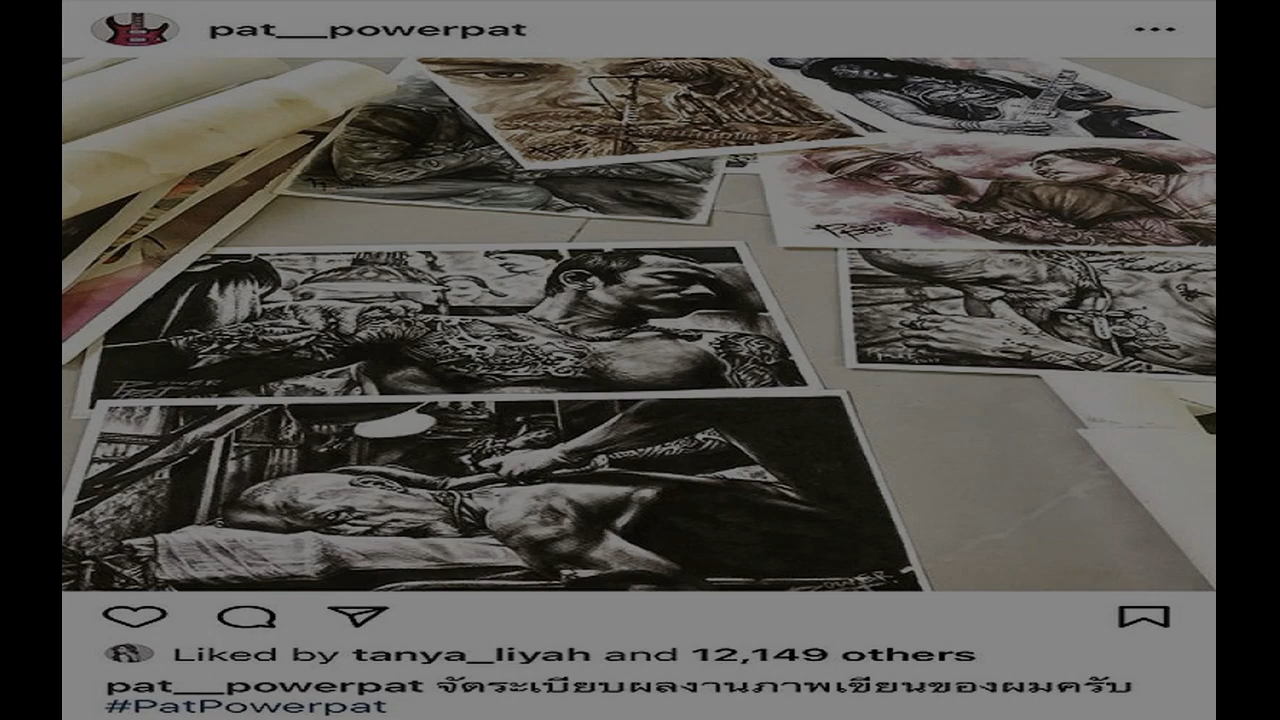 pat__powerpat
Liked by tanya_liyah and 12,149 others
pat__powerpat จัดระเบียบผลงานภาพเขียนของผมครับ
#PatPowerpat